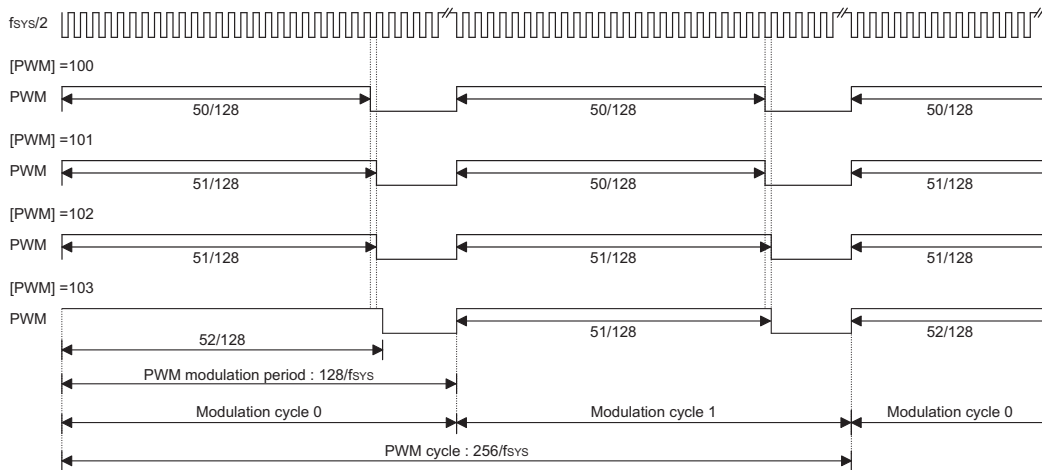 fSYS/2
[PWM] =100
PWM
50/128
50/128
50/128
[PWM] =101
PWM
51/128
50/128
51/128
[PWM] =102
PWM
51/128
51/128
51/128
[PWM] =103
PWM
52/128
51/128
52/128
PWM modulation period : 128/fSYS
Modulation cycle 0
Modulation cycle 1
Modulation cycle 0
PWM cycle : 256/fSYS